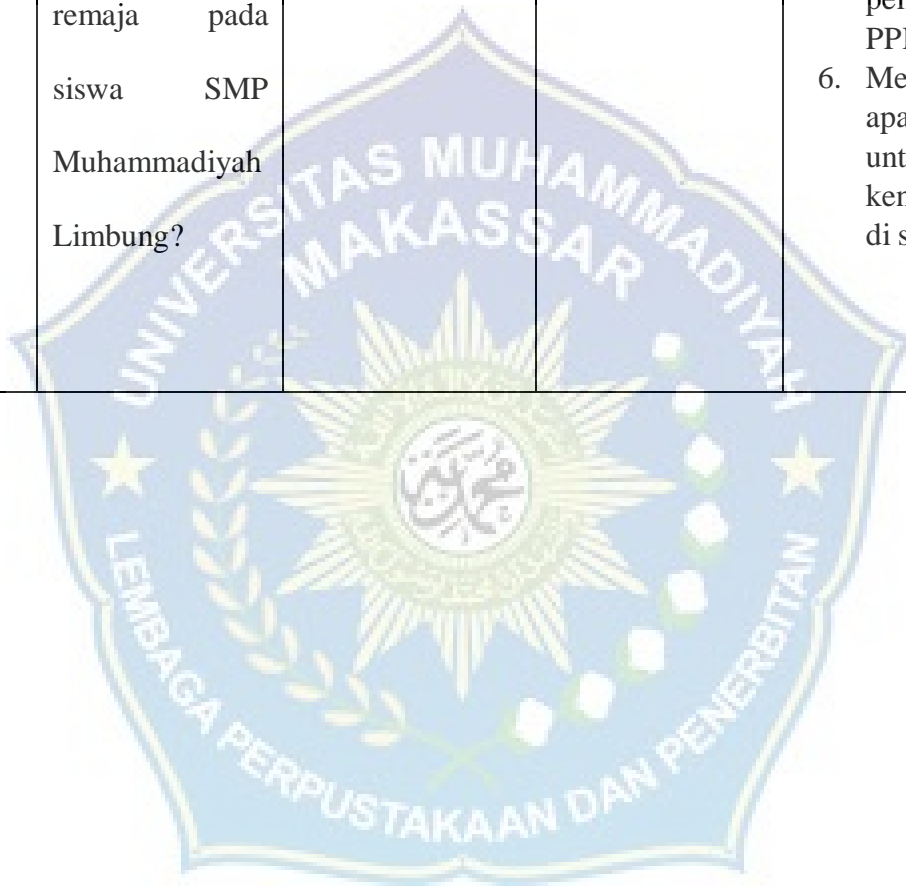 remaja pada
siswa SMP
Muhammadiyah
Limbung?
6. Me
apa
unt
ken
di s
UNIVERSITAS MUHAMMADIYAH
MAKASSAR
LEMBAGA PERPUSTAKAAN DAN PENERBITAN